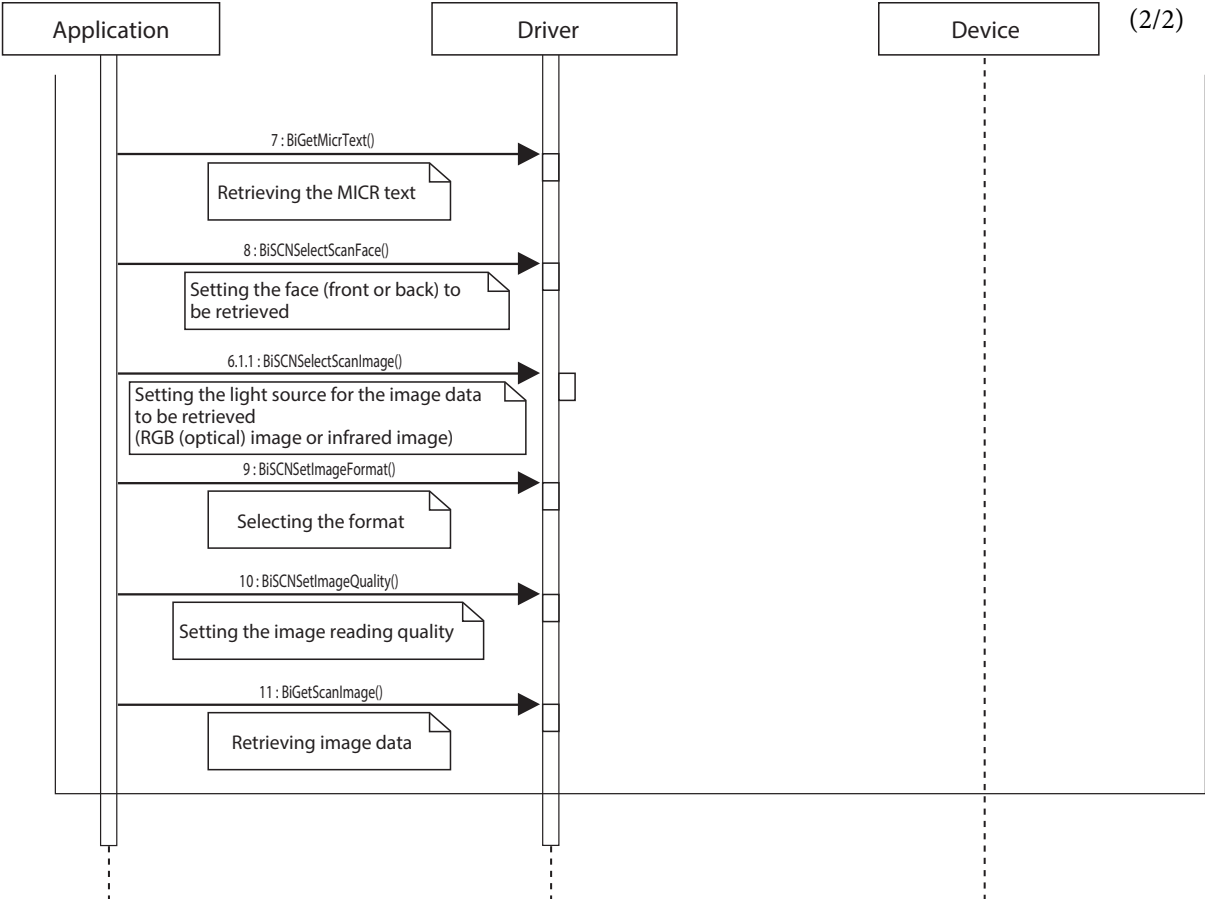 Application
Driver
Device
(2/2)
7 : BiGetMicrText()
Retrieving the MICR text
8 : BiSCNSelectScanFace()
Setting the face (front or back) to
be retrieved
6.1.1 : BiSCNSelectScanImage()
Setting the light source for the image data
to be retrieved
(RGB (optical) image or infrared image)
9 : BiSCNSetImageFormat()
Selecting the format
10 : BiSCNSetImageQuality()
Setting the image reading quality
11 : BiGetScanImage()
Retrieving image data